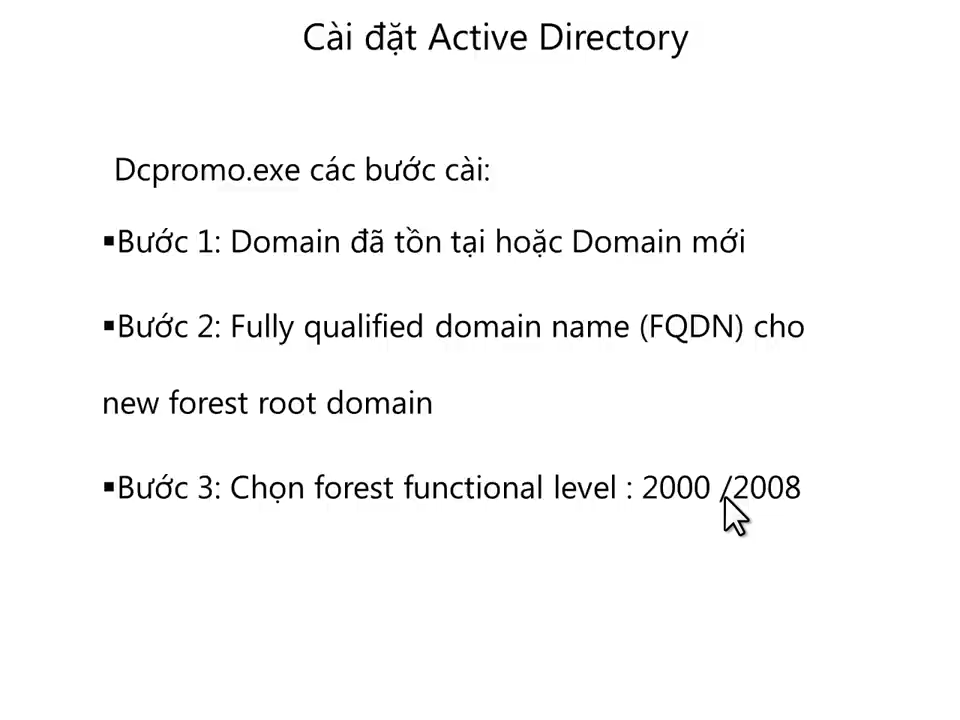 Cài đặt Active Directory
Dcpromo.exe các bước cài:
▪Bước 1: Domain đã tồn tại hoặc Domain mới
▪Bước 2: Fully qualified domain name (FQDN) cho
new forest root domain
▪Bước 3: Chọn forest functional level : 2000 /2008